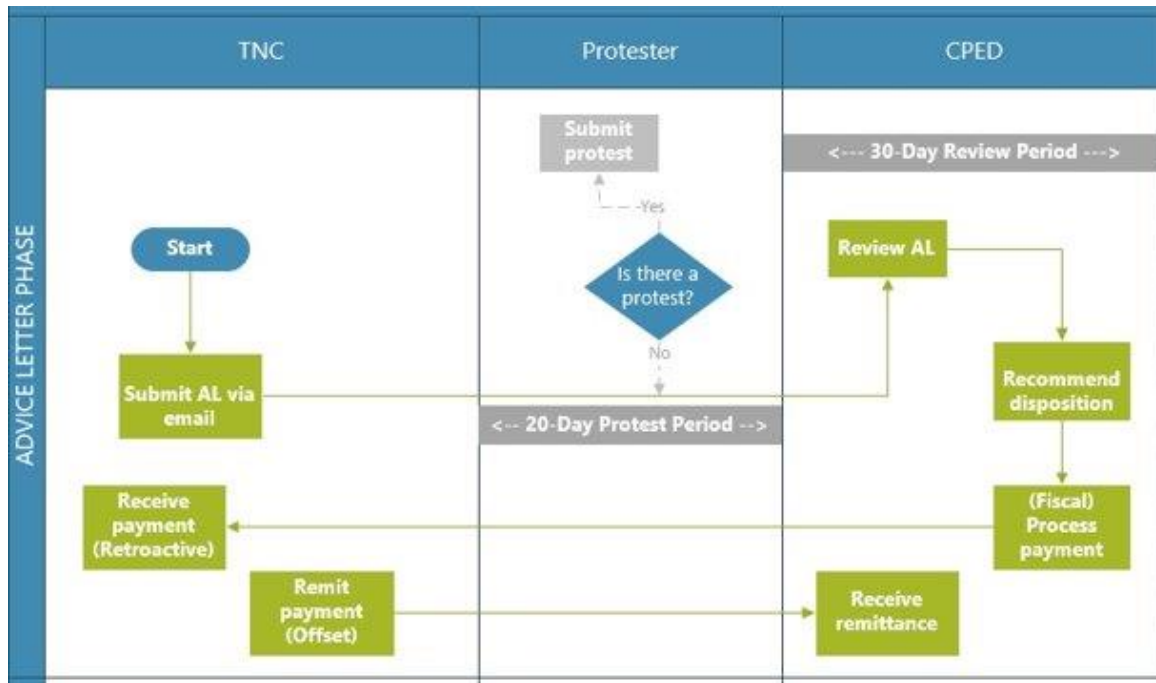 TNC
Protester
CPED
ADVICE LETTER PHASE
Submit
protest
<--- 30-Day Review Period --->
Yes
Start
Is there a
protest?
Review AL
No
Submit AL via
email
Recommend
disposition
<-- 20-Day Protest Period -->
Receive
payment
(Retroactive)
(Fiscal)
Process
payment
Remit
payment
(Offset)
Receive
remittance